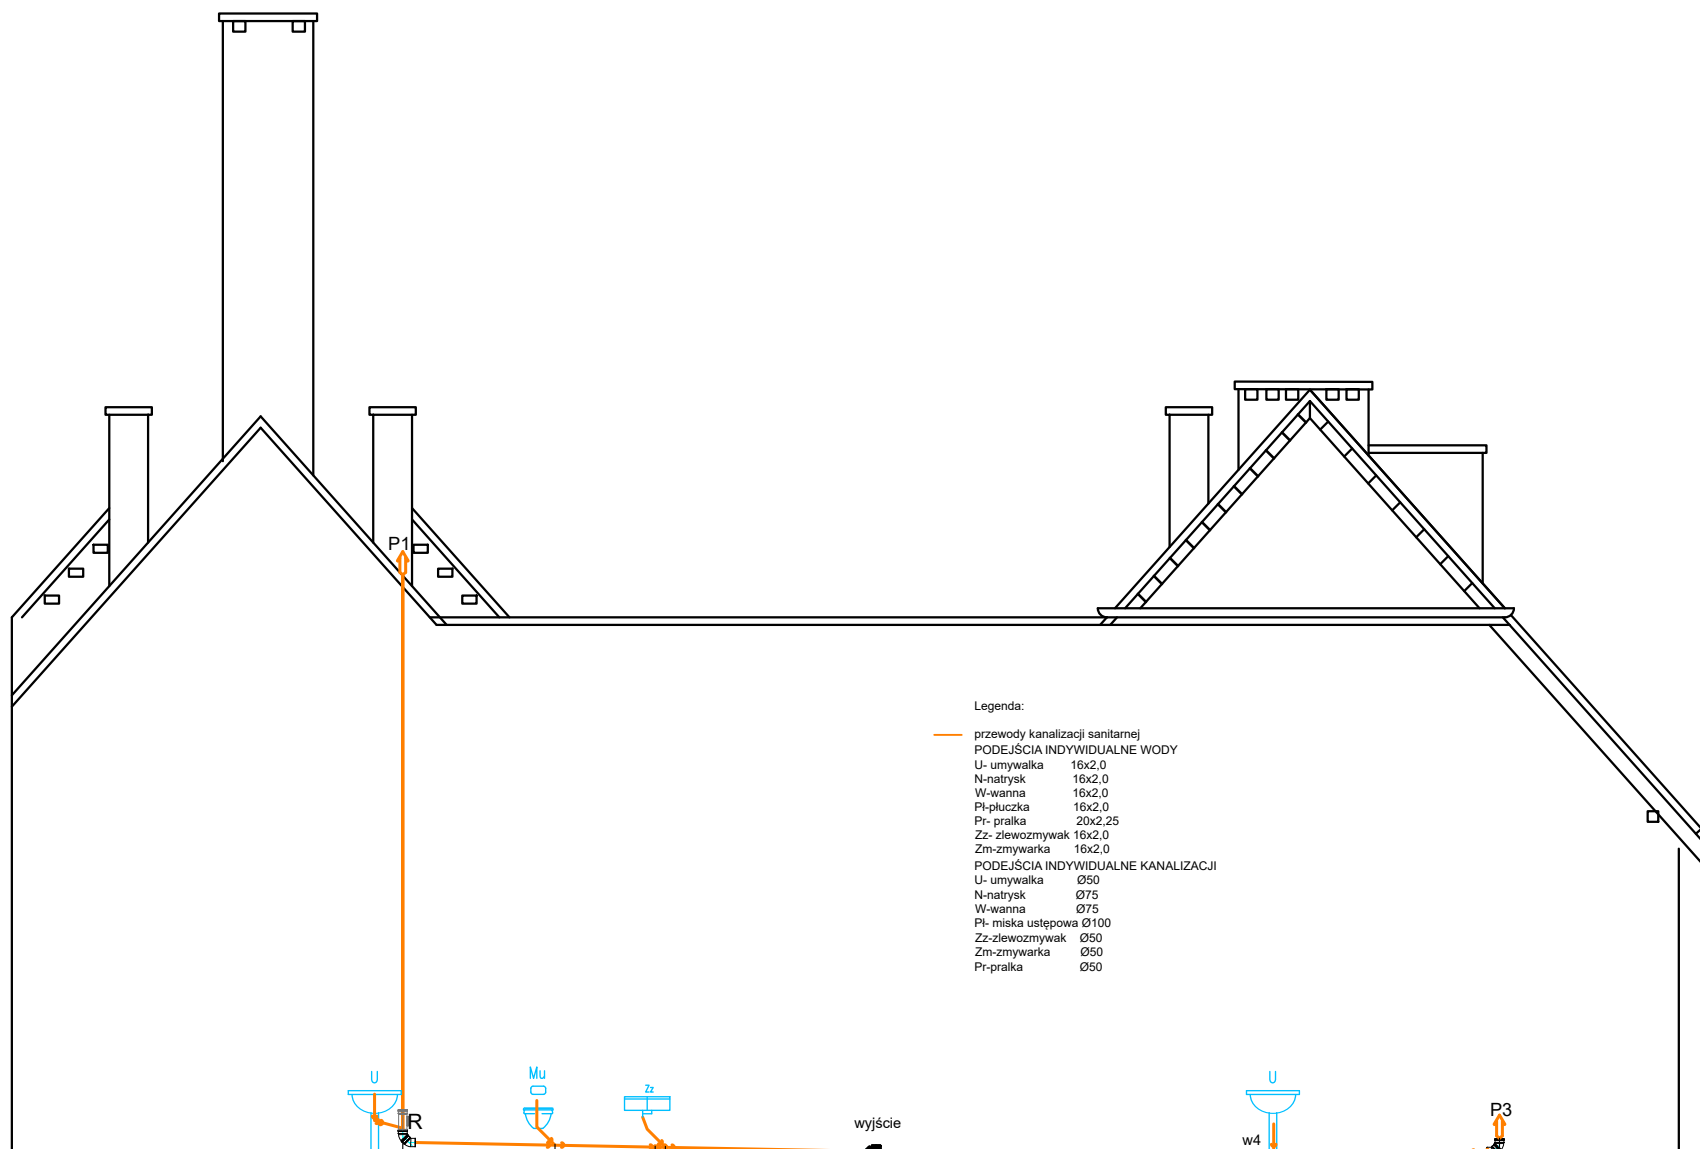 P1
Legenda:
przewody kanalizacji sanitarnej
PODEJŚCIA INDYWIDUALNE WODY
U- umywalka 16x2,0
N-natrysk 16x2,0
W-wanna 16x2,0
Pł-płuczka 16x2,0
Pr- pralka 20x2,25
Zz- zlewozmywak 16x2,0
Zm-zmywarka 16x2,0
PODEJŚCIA INDYWIDUALNE KANALIZACJI
U- umywalka Ø50
N-natrysk Ø75
W-wanna Ø75
Pł- miska ustępowa Ø100
Zz-zlewozmywak Ø50
Zm-zmywarka Ø50
Pr-pralka Ø50
U
Mu
Zz
U
R
wyjście
P3
w4